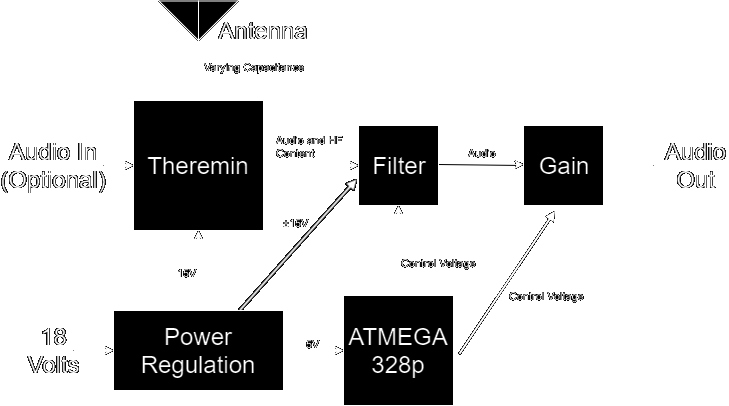 Antenna
Varying Capacitance
Audio In
(Optional)
Theremin
Audio and HF
Content
Filter
Audio
Gain
Audio
Out
±15V
15V
Control Voltage
Control Voltage
18
Volts
Power
Regulation
5V
ATMEGA
328p